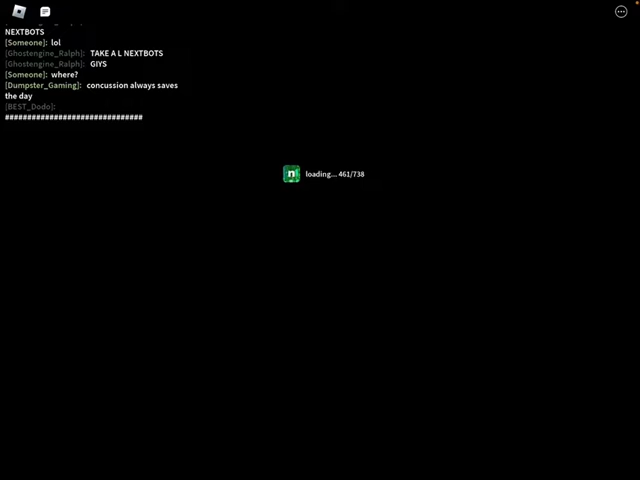 NEXTBOTS
[Someone]: lol
[Ghostengine_Ralph]: TAKE A L NEXTBOTS
[Ghostengine_Ralph]: GIYS
[Someone]: where?
[Dumpster_Gaming]: concussion always saves
the day
[BEST_Dodo]:
###############################
n
loading... 461/738